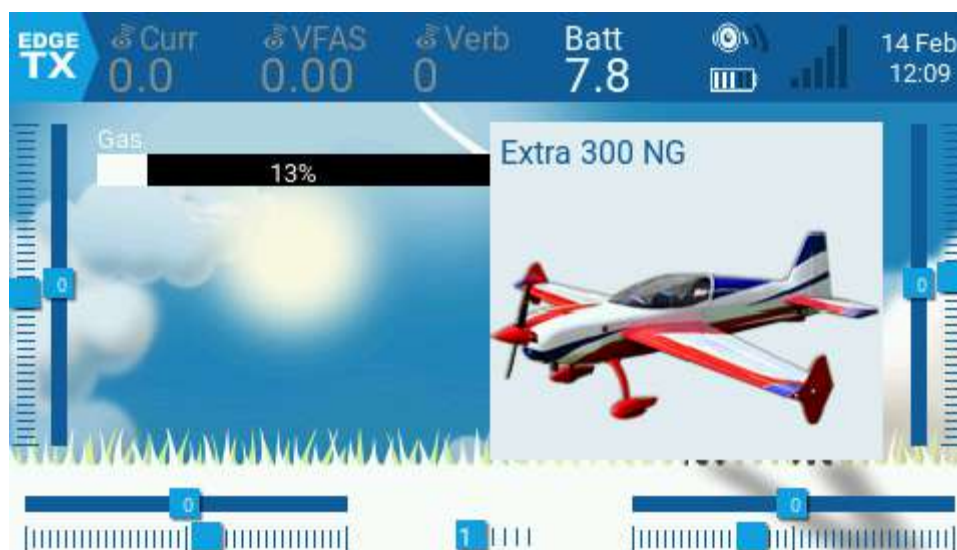 EDGE
TX
Curr
0.0
VFAS
0.00
Verb
0
Batt
7.8
14 Feb
12:09
Gas
13%
Extra 300 NG
0
0
0
0
1